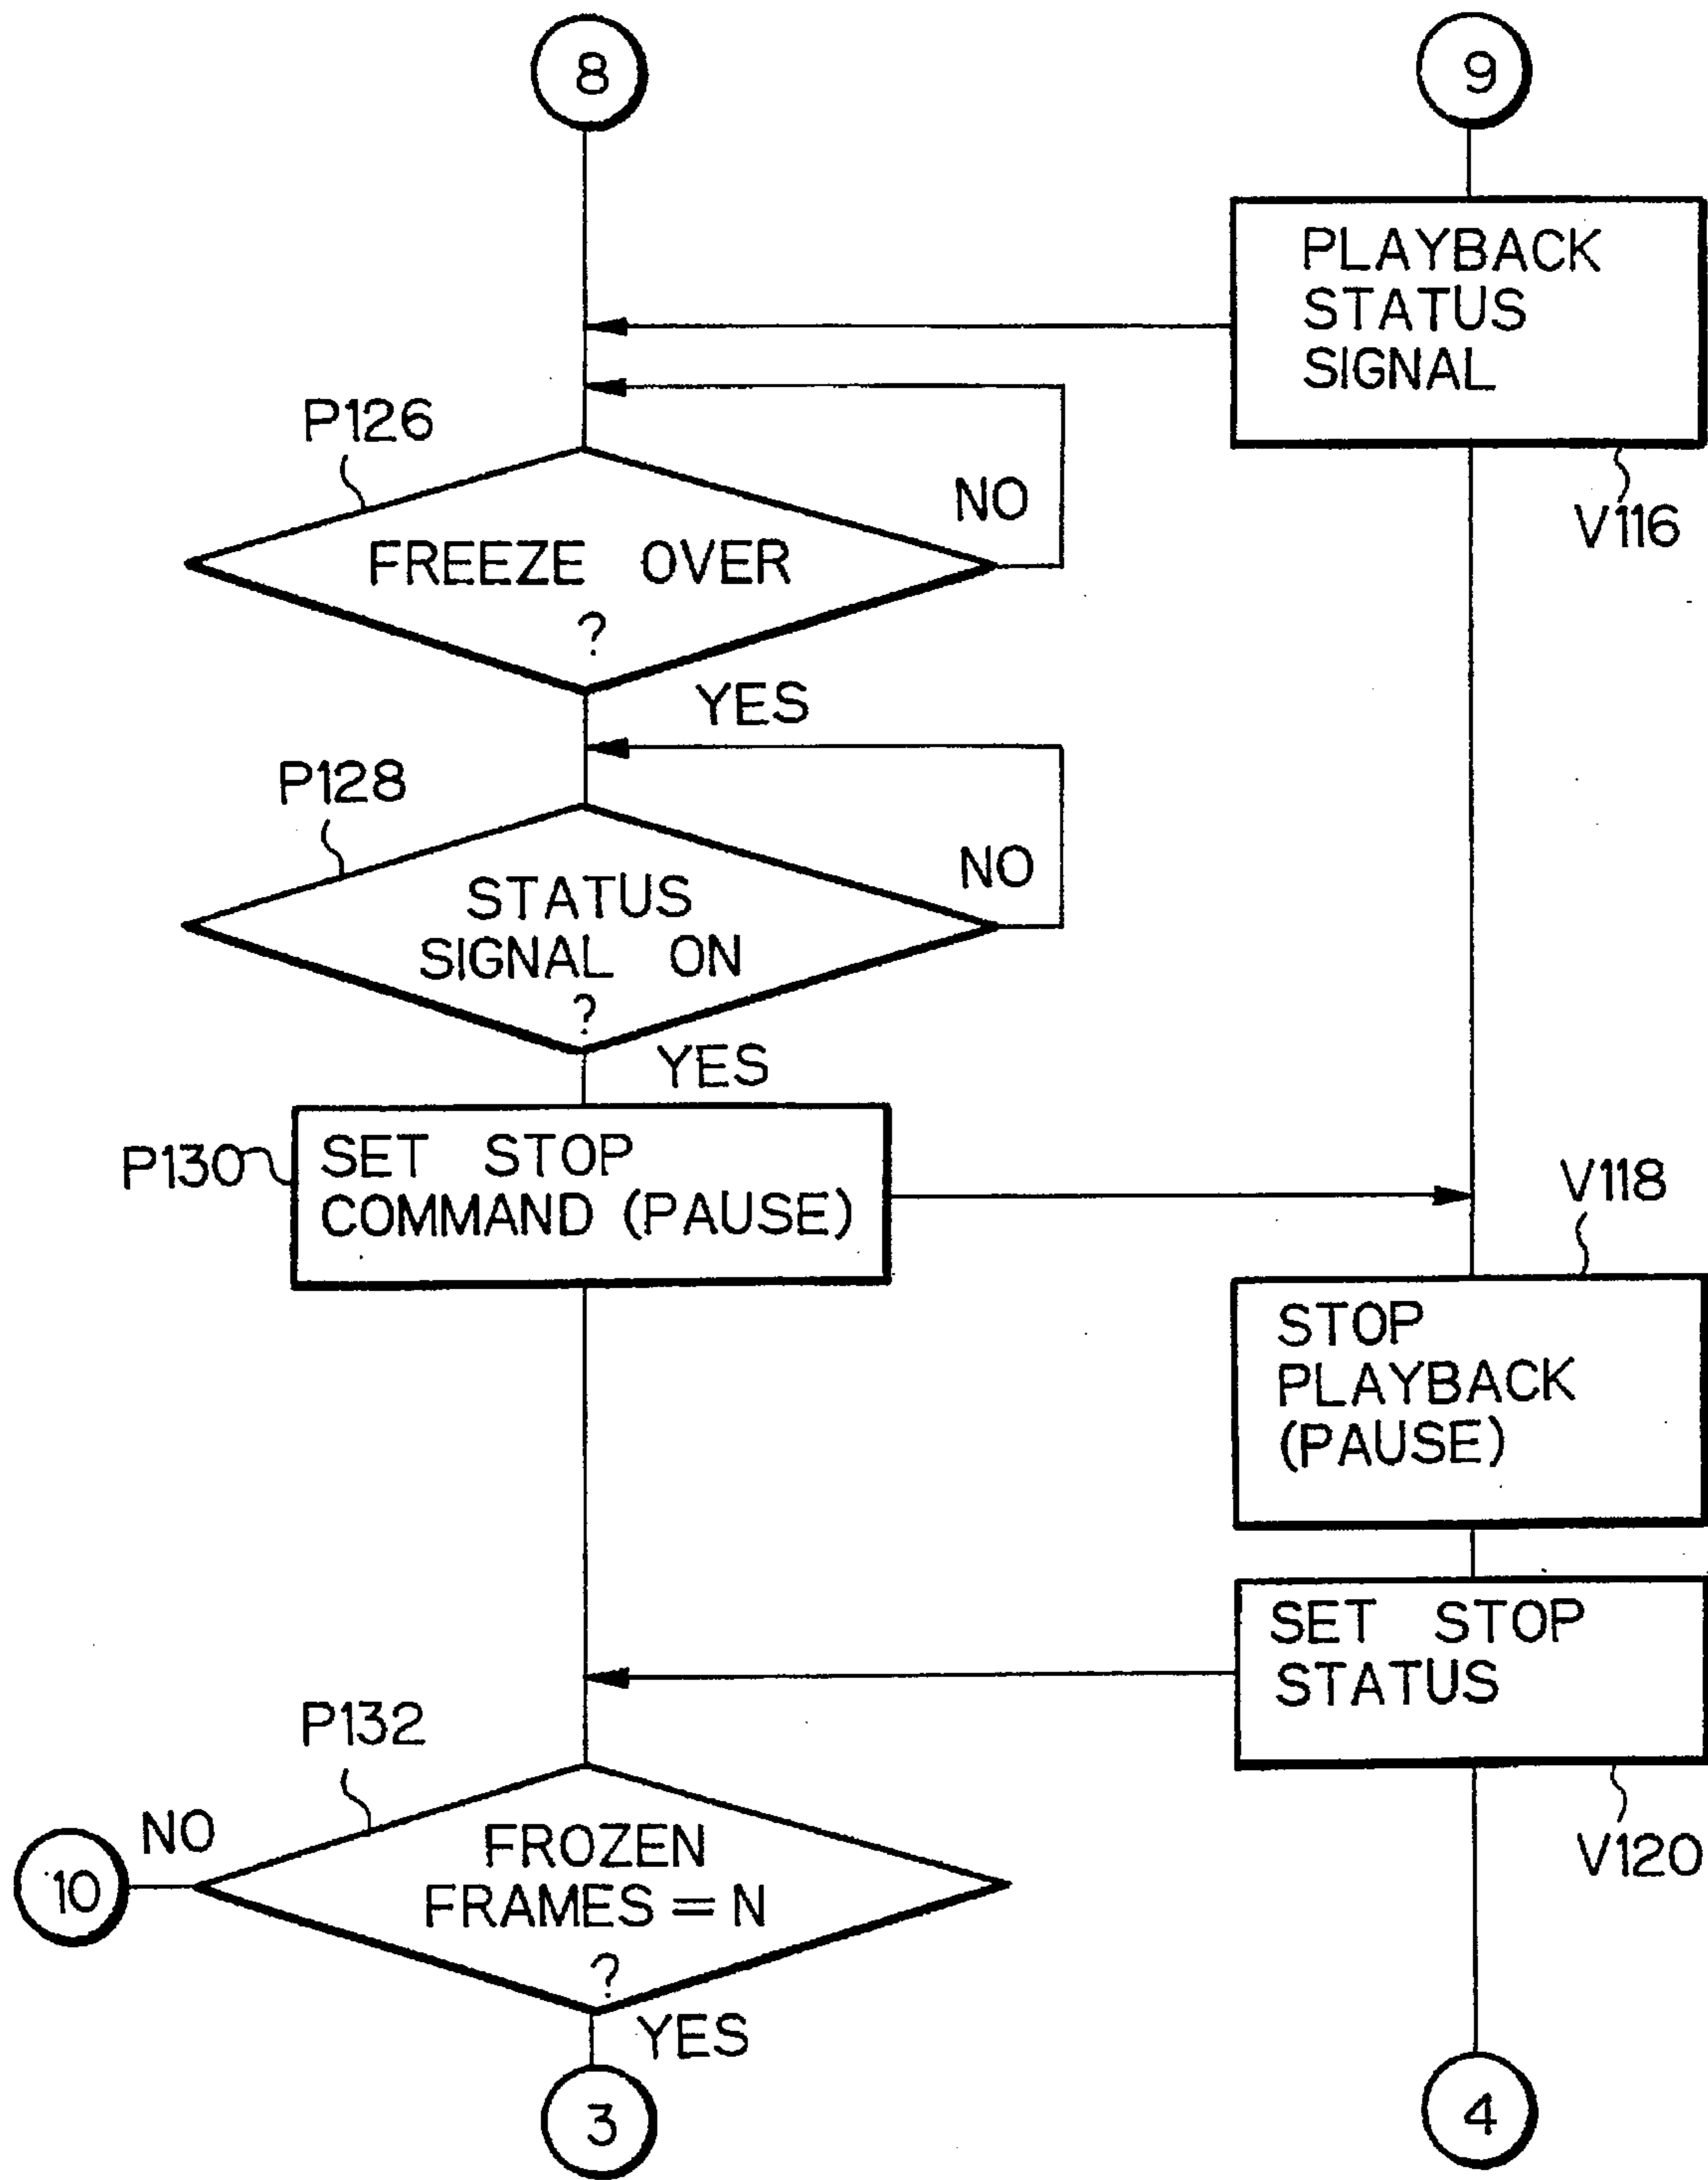 8
9
PLAYBACK
STATUS
SIGNAL
P126
NO
V116
FREEZE OVER
?
YES
P128
NO
STATUS
SIGNAL ON
?
YES
P130
SET STOP
COMMAND (PAUSE)
V118
STOP
PLAYBACK
(PAUSE)
SET STOP
STATUS
P132
NO
V120
10
FROZEN
FRAMES = N
?
YES
3
4